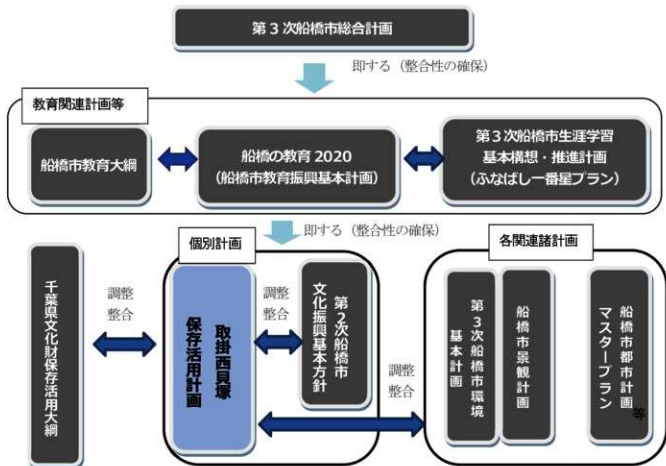 第３次船橋市総合計画
即する（整合性の確保）
教育関連計画等
船橋市教育大綱
船橋の教育 2020
（船橋市教育振興基本計画）
第３次船橋市生涯学習
基本構想・推進計画
（ふなばし一番星プラン）
即する（整合性の確保）
個別計画
各関連諸計画
千葉県文化財保存活用大綱
調整
整合
取掛西貝塚
保存活用計画
調整
整合
第２次船橋市
文化振興基本方針
調整
整合
第３次船橋市環境
基本計画
船橋市景観計画
船橋市都市計画
マスタープラン
等